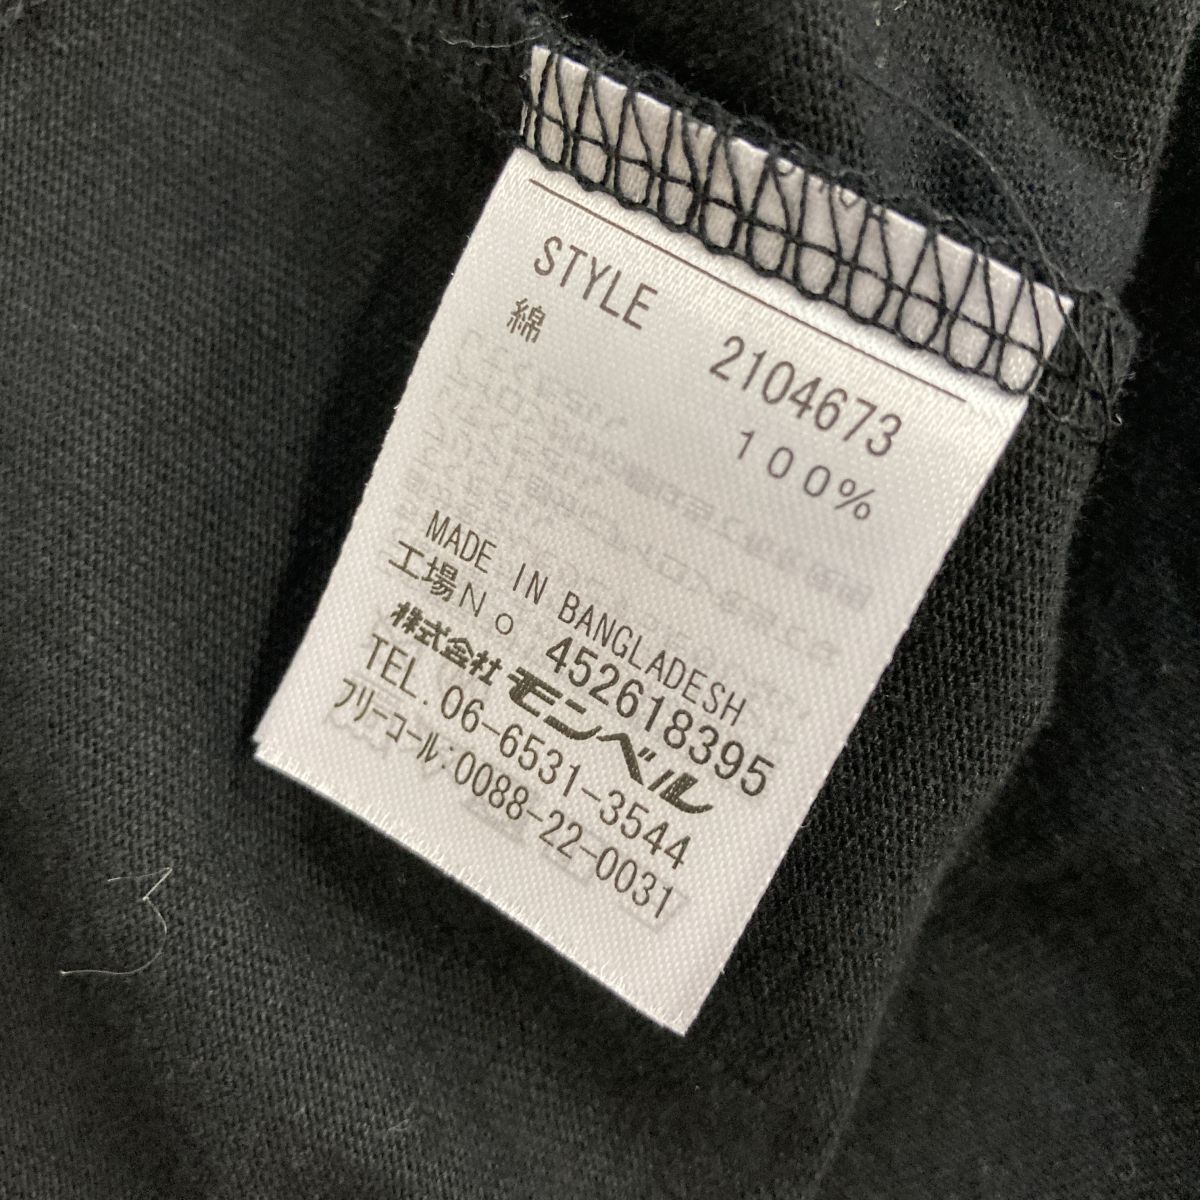 STYLE 2104673
綿 100%
MADE IN BANGLADESH
工場No 452618395
株式会社モンベル
TEL. 06-6531-3544
フリーコール:0088-22-0031